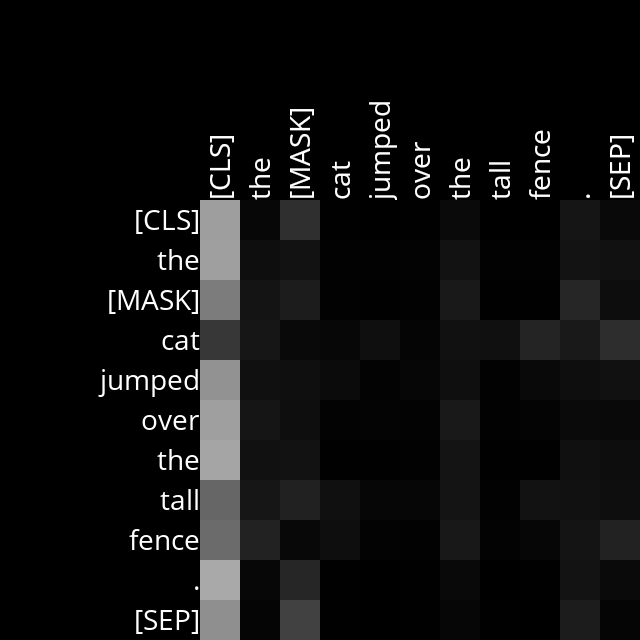 [CLS] the [MASK] cat jumped over the tall fence . [SEP]
[CLS]
the
[MASK]
cat
jumped
over
the
tall
fence
.
[SEP]